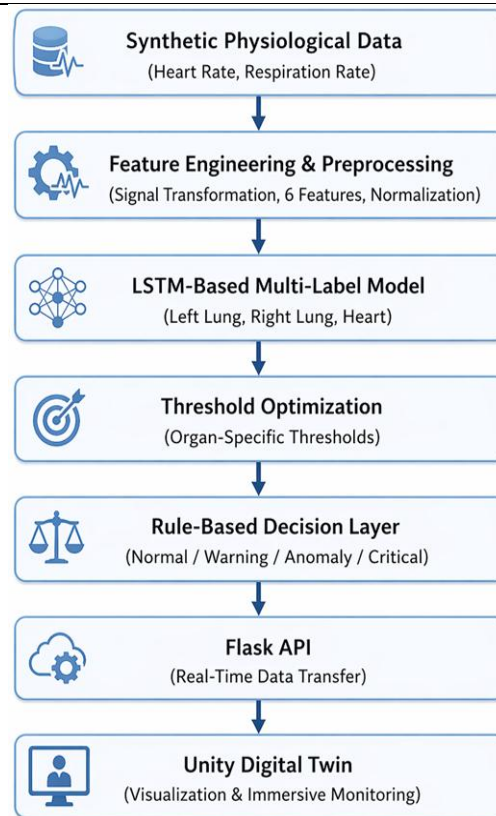 Synthetic Physiological Data
(Heart Rate, Respiration Rate)
Feature Engineering & Preprocessing
(Signal Transformation, 6 Features, Normalization)
LSTM-Based Multi-Label Model
(Left Lung, Right Lung, Heart)
Threshold Optimization
(Organ-Specific Thresholds)
Rule-Based Decision Layer
(Normal / Warning / Anomaly / Critical)
Flask API
(Real-Time Data Transfer)
Unity Digital Twin
(Visualization & Immersive Monitoring)